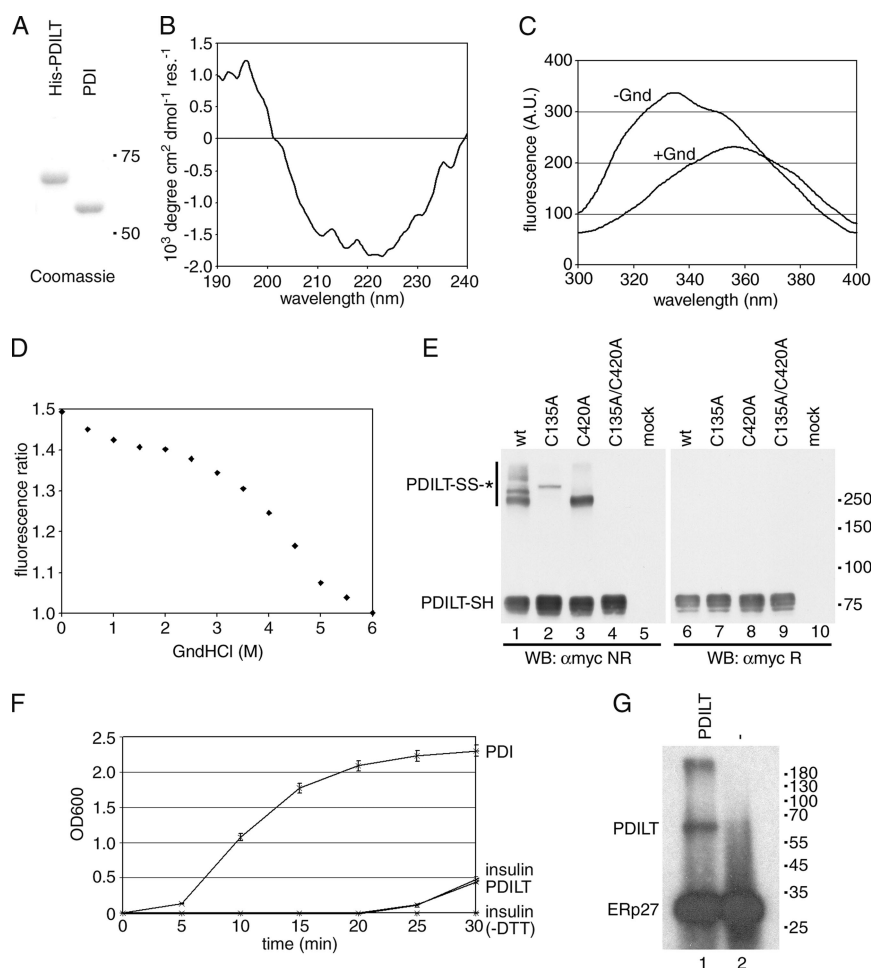 A
His-PDILT
PDI
75
50
Coomassie
B
10³ degree cm² dmol⁻¹ res.⁻¹
1.5
1.0
0.5
0
-0.5
-1.0
-1.5
-2.0
190 200 210 220 230 240
wavelength (nm)
C
fluorescence (A.U.)
400
300
200
100
0
-Gnd
+Gnd
300 320 340 360 380 400
wavelength (nm)
D
fluorescence ratio
1.5
1.4
1.3
1.2
1.1
1.0
0 1 2 3 4 5 6
GndHCl (M)
E
wt C135A C420A C135A/C420A mock wt C135A C420A C135A/C420A mock
PDILT-SS-*
PDILT-SH
250
150
100
75
1 2 3 4 5 6 7 8 9 10
WB: αmyc NR WB: αmyc R
F
OD600
2.5
2.0
1.5
1.0
0.5
0
PDI
insulin
PDILT
insulin
(-DTT)
0 5 10 15 20 25 30
time (min)
G
PDILT -
180
130
100
70
55
45
35
25
PDILT
ERp27
1 2